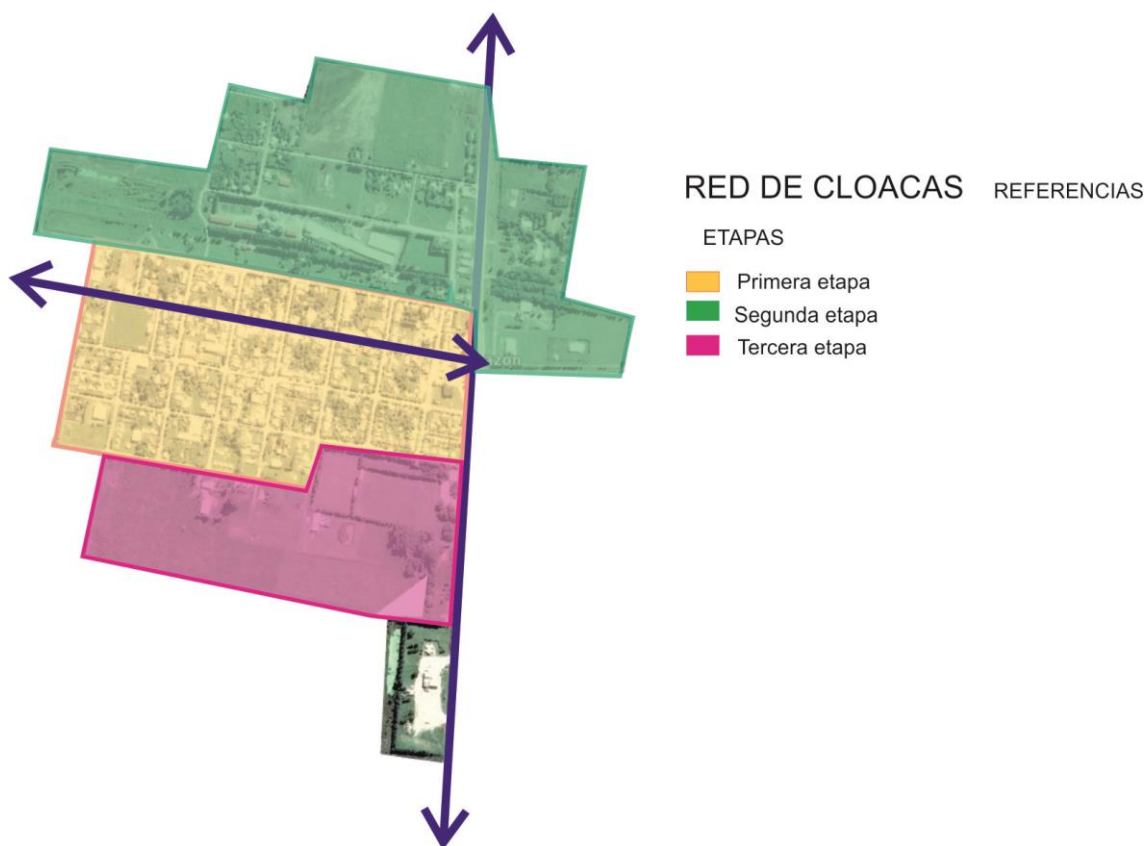 RED DE CLOACAS REFERENCIAS
ETAPAS
Primera etapa
Segunda etapa
Tercera etapa